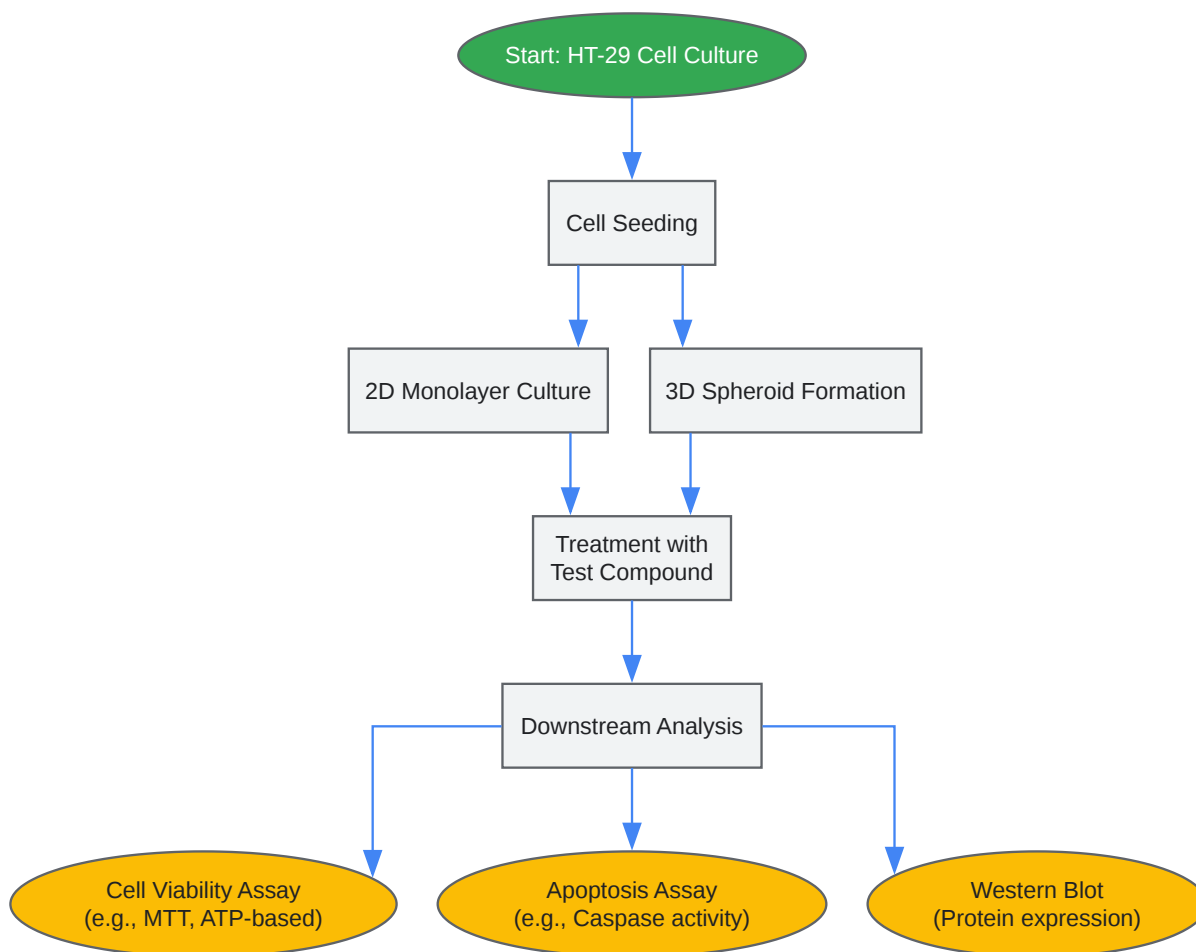 Start: HT-29 Cell Culture
Cell Seeding
2D Monolayer Culture
3D Spheroid Formation
Treatment with
Test Compound
Downstream Analysis
Cell Viability Assay
(e.g., MTT, ATP-based)
Apoptosis Assay
(e.g., Caspase activity)
Western Blot
(Protein expression)